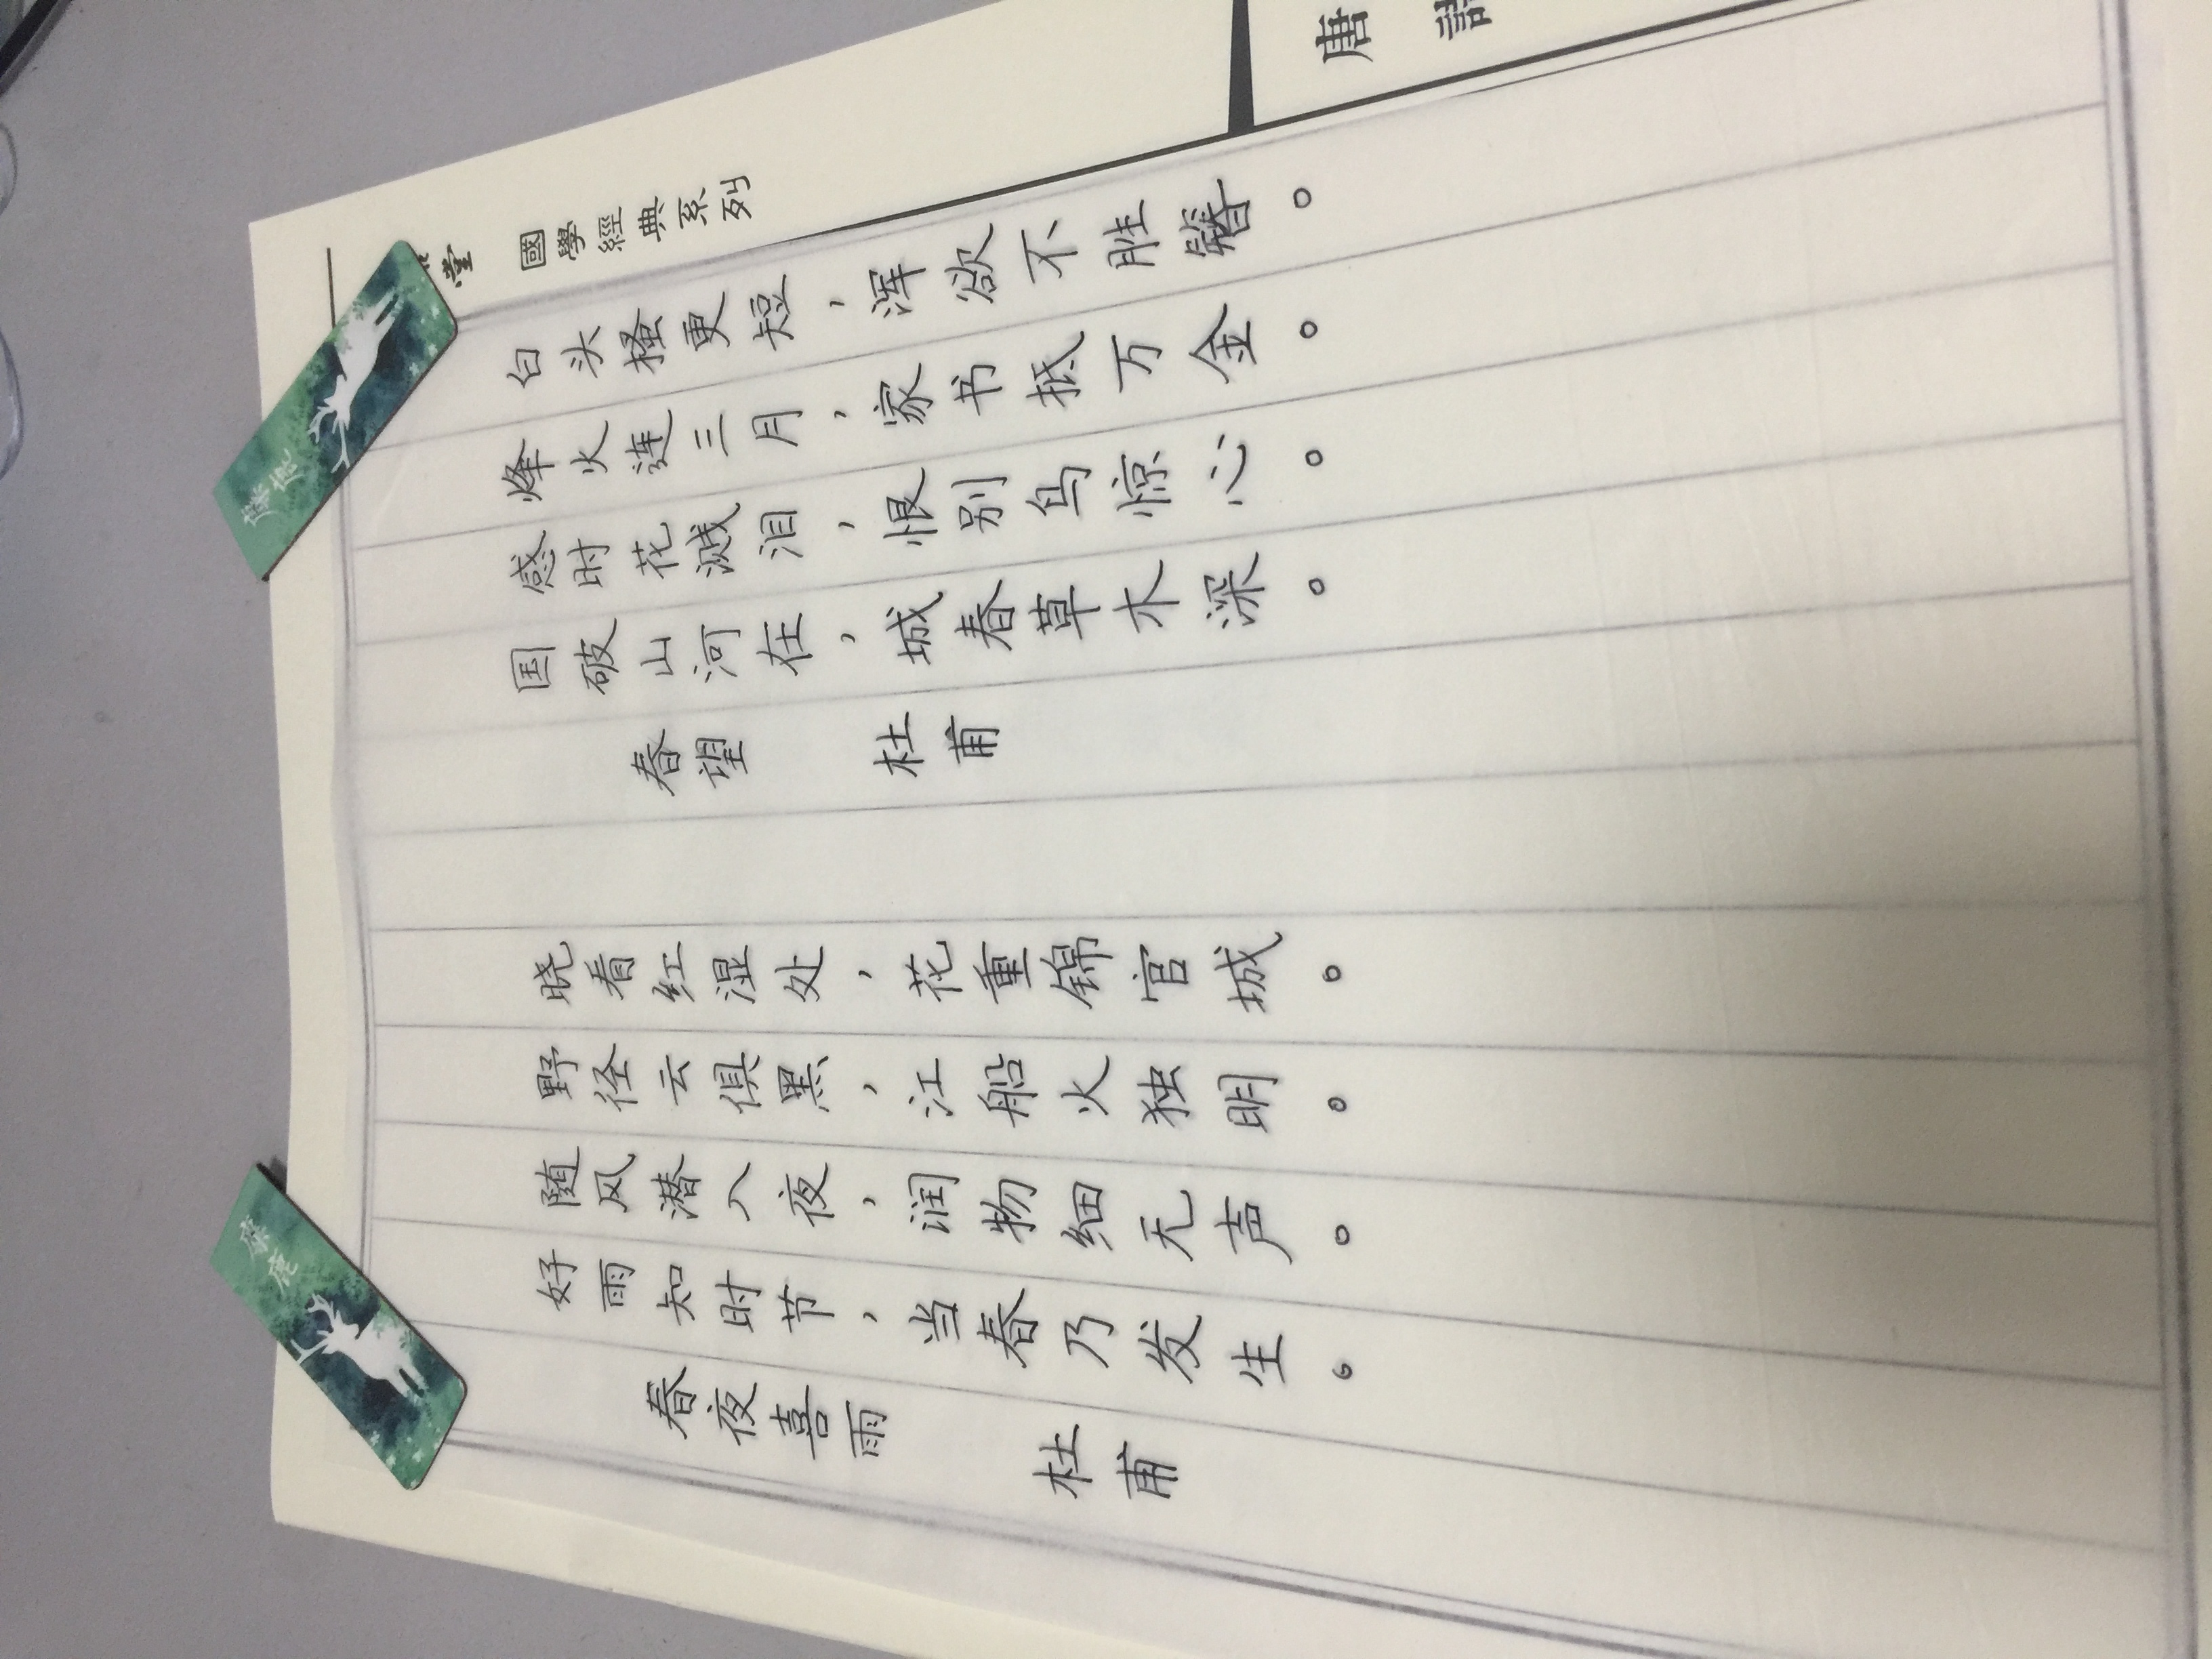 麋鹿
麋鹿
春夜喜雨 杜甫
好雨知时节，当春乃发生。
随风潜入夜，润物细无声。
野径云俱黑，江船火独明。
晓看红湿处，花重锦官城。
春望 杜甫
国破山河在，城春草木深。
感时花溅泪，恨别鸟惊心。
烽火连三月，家书抵万金。
白头搔更短，浑欲不胜簪。
堂 國學經典系列
唐詩